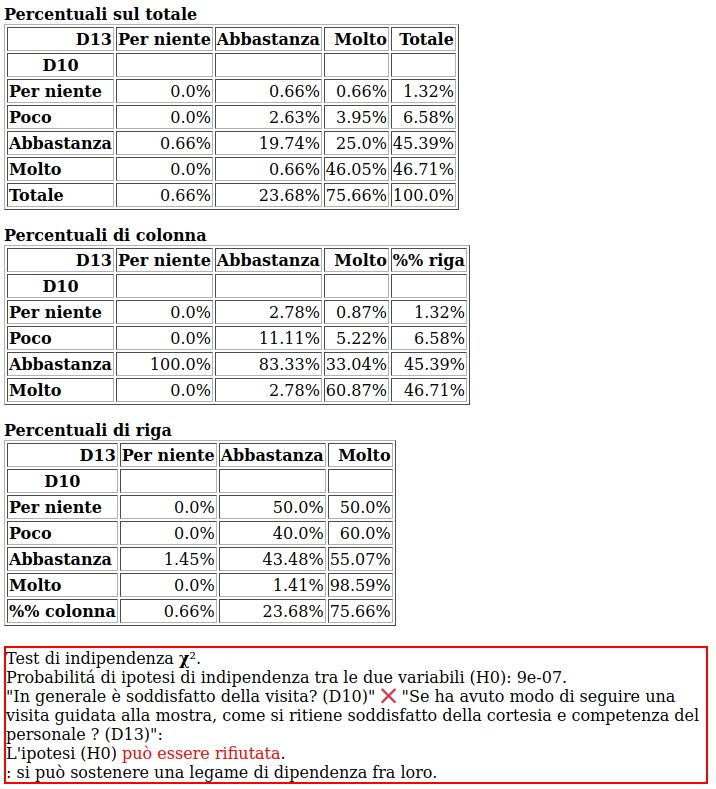 Percentuali sul totale
D13 Per niente Abbastanza Molto Totale
D10
Per niente 0.0% 0.66% 0.66% 1.32%
Poco 0.0% 2.63% 3.95% 6.58%
Abbastanza 0.66% 19.74% 25.0% 45.39%
Molto 0.0% 0.66% 46.05% 46.71%
Totale 0.66% 23.68% 75.66% 100.0%
Percentuali di colonna
D13 Per niente Abbastanza Molto %% riga
D10
Per niente 0.0% 2.78% 0.87% 1.32%
Poco 0.0% 11.11% 5.22% 6.58%
Abbastanza 100.0% 83.33% 33.04% 45.39%
Molto 0.0% 2.78% 60.87% 46.71%
Percentuali di riga
D13 Per niente Abbastanza Molto
D10
Per niente 0.0% 50.0% 50.0%
Poco 0.0% 40.0% 60.0%
Abbastanza 1.45% 43.48% 55.07%
Molto 0.0% 1.41% 98.59%
%% colonna 0.66% 23.68% 75.66%
Test di indipendenza χ².
Probabilitá di ipotesi di indipendenza tra le due variabili (H0): 9e-07.
"In generale è soddisfatto della visita? (D10)" ❌ "Se ha avuto modo di seguire una
visita guidata alla mostra, come si ritiene soddisfatto della cortesia e competenza del
personale ? (D13)":
L'ipotesi (H0) può essere rifiutata.
: si può sostenere una legame di dipendenza fra loro.